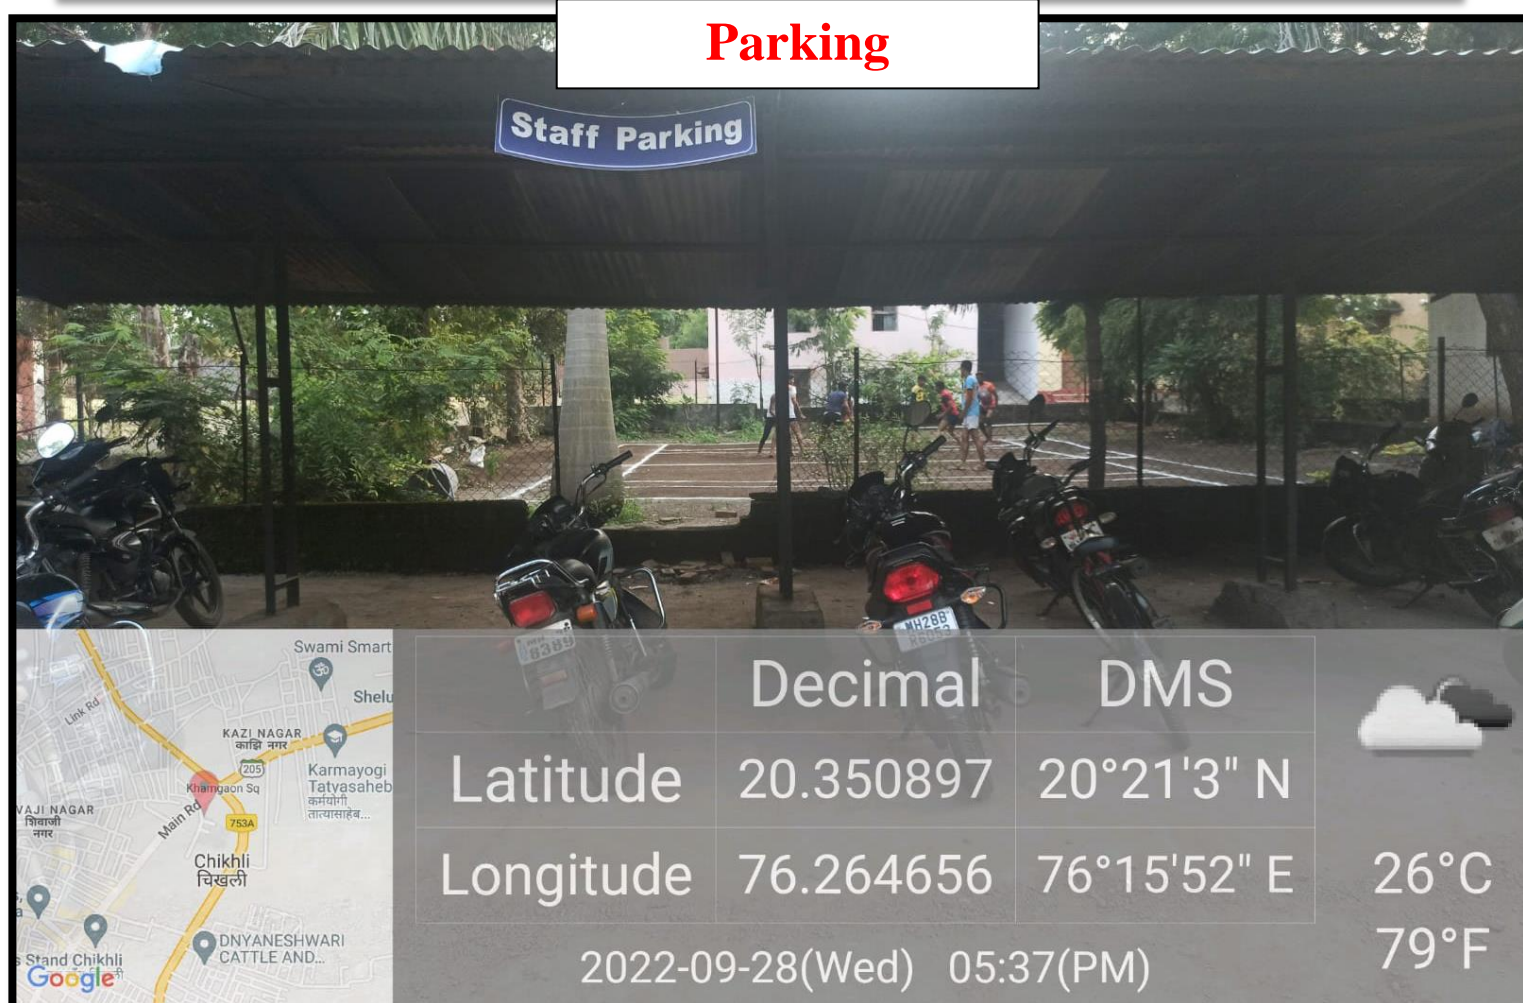 Parking
Staff Parking
8389
MH28B
Swami Smart
Shelu
Link Rd
KAZI NAGAR
काझि नगर
205
Khamgaon Sq
Karmayogi
Tatyasaheb
कर्मयोगी
तात्यासाहेब...
VAJI NAGAR
शिवाजी
नगर
Main Rd
753A
Chikhli
चिखली
DNYANESHWARI
CATTLE AND...
s Stand Chikhli
Google
Decimal DMS
Latitude 20.350897 20°21'3" N
Longitude 76.264656 76°15'52" E
2022-09-28(Wed) 05:37(PM)
26°C
79°F